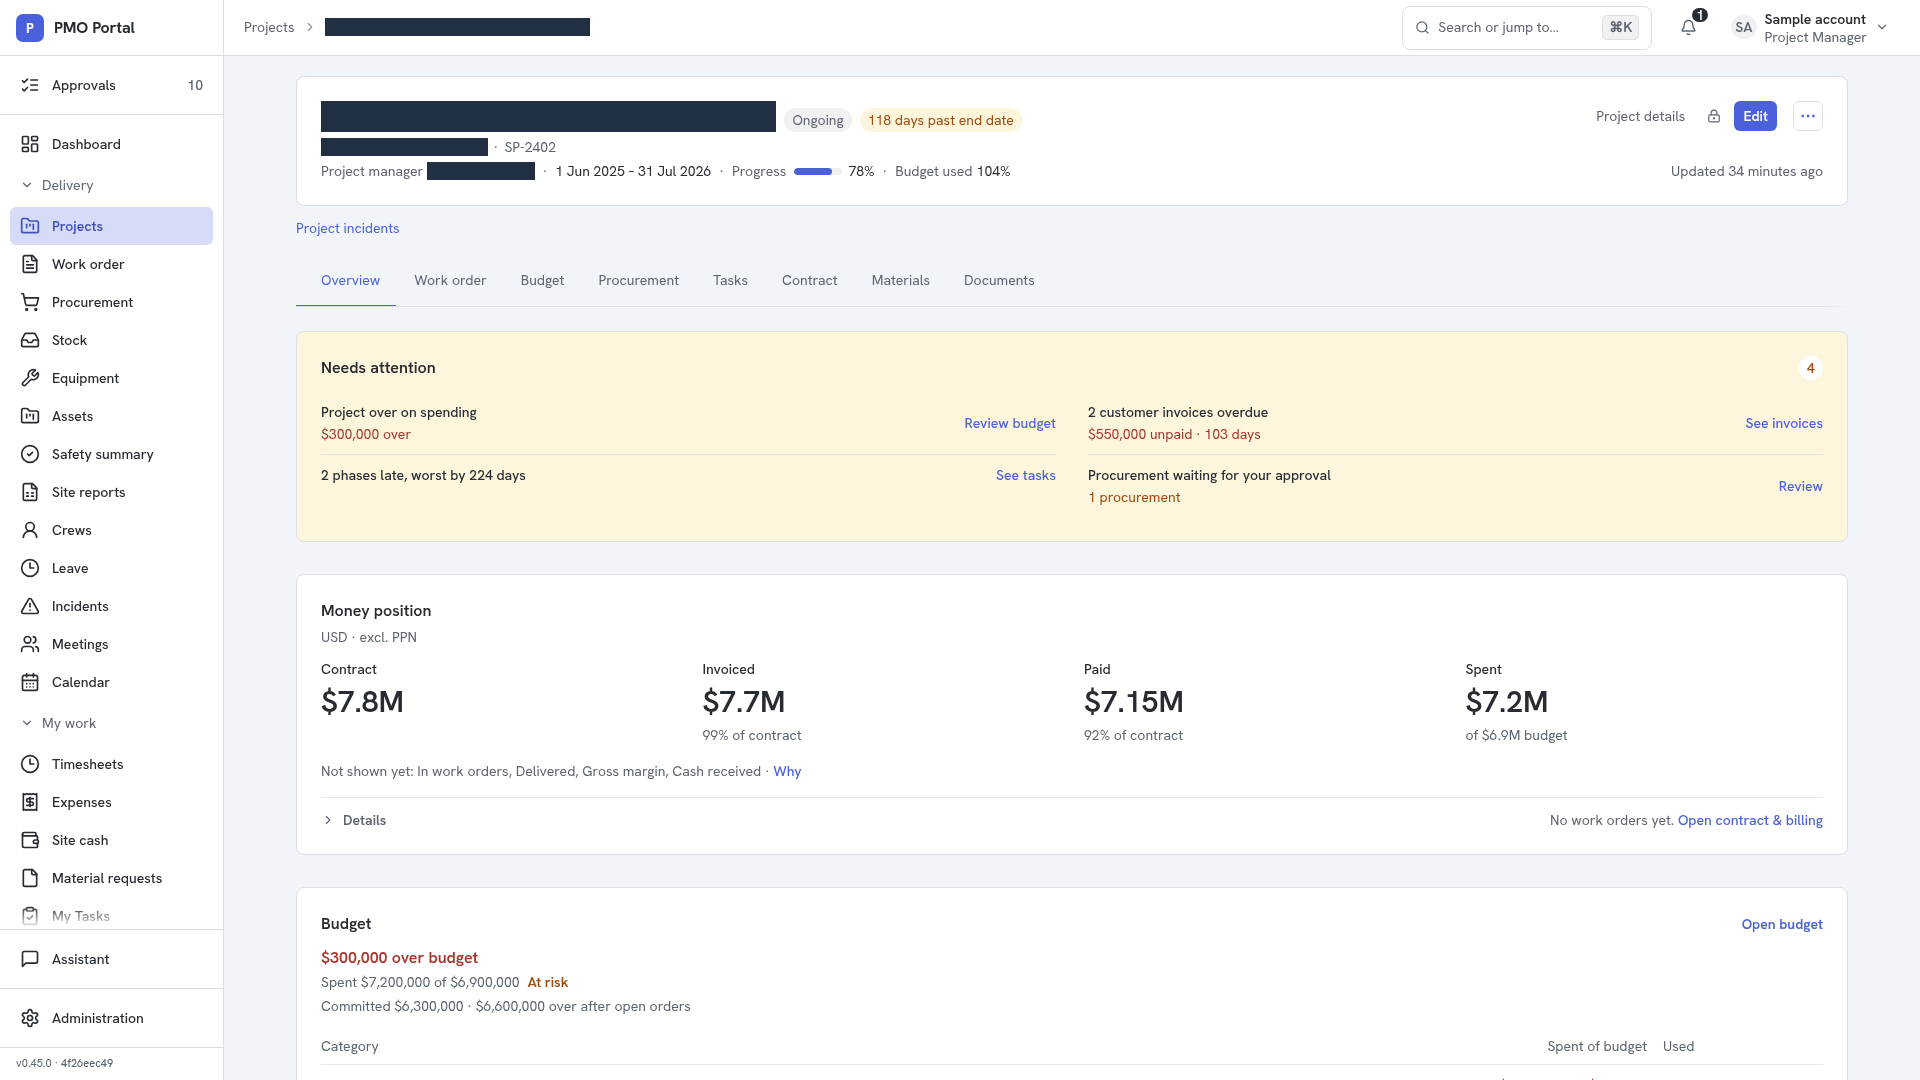 P PMO Portal
Projects
Search or jump to... ⌘K
1
SA Sample account
Project Manager
Approvals 10
Dashboard
Delivery
Projects
Work order
Procurement
Stock
Equipment
Assets
Safety summary
Site reports
Crews
Leave
Incidents
Meetings
Calendar
My work
Timesheets
Expenses
Site cash
Material requests
My Tasks
Assistant
Administration
v0.45.0 · 4f26eec49
Ongoing 118 days past end date
Project details Edit
· SP-2402
Project manager · 1 Jun 2025 – 31 Jul 2026 · Progress 78% · Budget used 104%
Updated 34 minutes ago
Project incidents
Overview Work order Budget Procurement Tasks Contract Materials Documents
Needs attention 4
Project over on spending
$300,000 over
Review budget
2 customer invoices overdue
$550,000 unpaid · 103 days
See invoices
2 phases late, worst by 224 days
See tasks
Procurement waiting for your approval
1 procurement
Review
Money position
USD · excl. PPN
Contract Invoiced Paid Spent
$7.8M $7.7M $7.15M $7.2M
99% of contract 92% of contract of $6.9M budget
Not shown yet: In work orders, Delivered, Gross margin, Cash received · Why
Details
No work orders yet. Open contract & billing
Budget Open budget
$300,000 over budget
Spent $7,200,000 of $6,900,000 At risk
Committed $6,300,000 · $6,600,000 over after open orders
Category Spent of budget Used